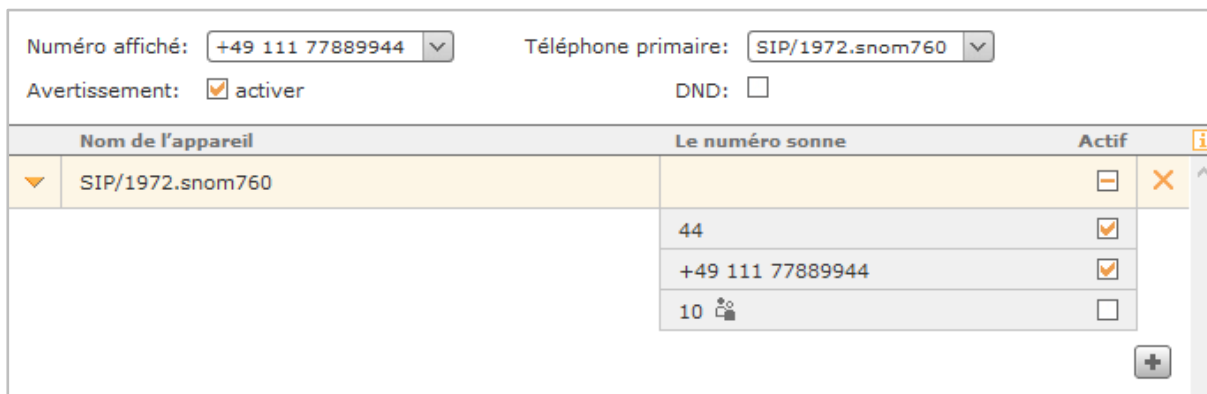 Numéro affiché: +49 111 77889944 Téléphone primaire: SIP/1972.snom760
Avertissement: activer DND:
Nom de l'appareil Le numéro sonne Actif
SIP/1972.snom760
44
+49 111 77889944
10